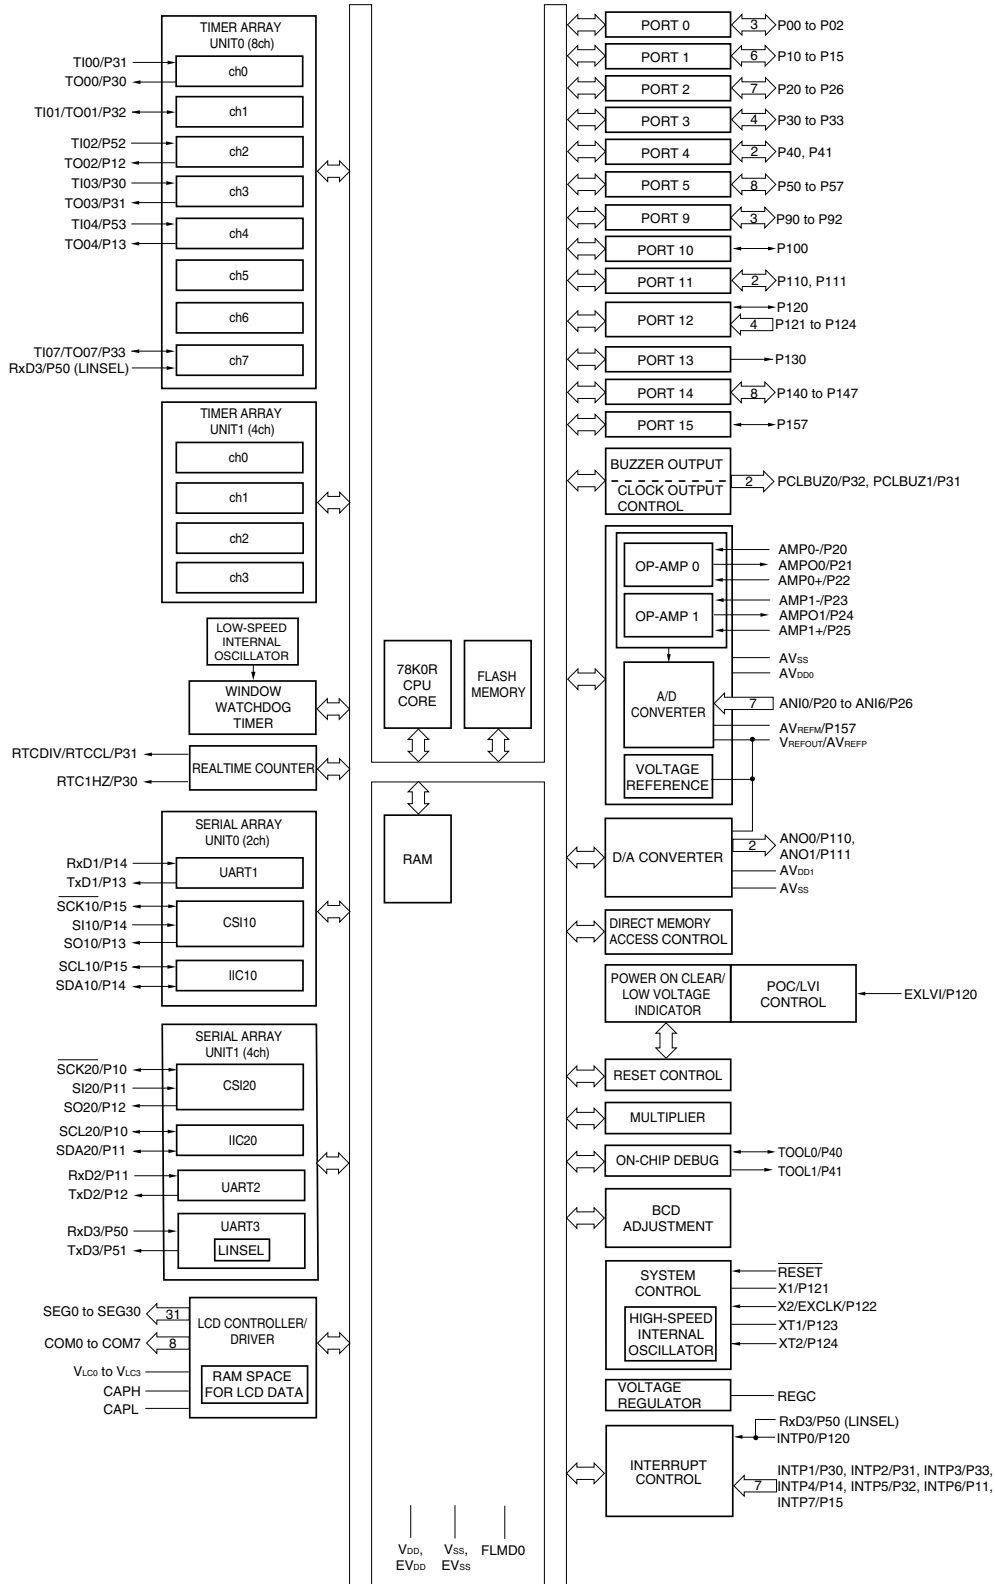 TIMER ARRAY
UNIT0 (8ch)
TI00/P31
TO00/P30
ch0
TI01/TO01/P32
ch1
TI02/P52
TO02/P12
ch2
TI03/P30
TO03/P31
ch3
TI04/P53
TO04/P13
ch4
ch5
ch6
TI07/TO07/P33
RxD3/P50 (LINSEL)
ch7
TIMER ARRAY
UNIT1 (4ch)
ch0
ch1
ch2
ch3
LOW-SPEED
INTERNAL
OSCILLATOR
WINDOW
WATCHDOG
TIMER
RTCDIV/RTCCL/P31
RTC1HZ/P30
REALTIME COUNTER
SERIAL ARRAY
UNIT0 (2ch)
RxD1/P14
TxD1/P13
UART1
SCK10/P15
SI10/P14
SO10/P13
CSI10
SCL10/P15
SDA10/P14
IIC10
SERIAL ARRAY
UNIT1 (4ch)
SCK20/P10
SI20/P11
SO20/P12
CSI20
SCL20/P10
SDA20/P11
IIC20
RxD2/P11
TxD2/P12
UART2
RxD3/P50
TxD3/P51
UART3
LINSEL
SEG0 to SEG30
31
COM0 to COM7
8
VLC0 to VLC3
CAPH
CAPL
LCD CONTROLLER/
DRIVER
RAM SPACE
FOR LCD DATA
78K0R
CPU
CORE
FLASH
MEMORY
RAM
VDD,
EVDD
VSS,
EVSS
FLMD0
PORT 0
3
P00 to P02
PORT 1
6
P10 to P15
PORT 2
7
P20 to P26
PORT 3
4
P30 to P33
PORT 4
2
P40, P41
PORT 5
8
P50 to P57
PORT 9
3
P90 to P92
PORT 10
P100
PORT 11
2
P110, P111
PORT 12
P120
4
P121 to P124
PORT 13
P130
PORT 14
8
P140 to P147
PORT 15
P157
BUZZER OUTPUT
CLOCK OUTPUT
CONTROL
2
PCLBUZ0/P32, PCLBUZ1/P31
OP-AMP 0
AMP0-/P20
AMPO0/P21
AMP0+/P22
OP-AMP 1
AMP1-/P23
AMPO1/P24
AMP1+/P25
AVSS
AVDD0
A/D
CONVERTER
7
ANI0/P20 to ANI6/P26
AVREFM/P157
VREFOUT/AVREFP
VOLTAGE
REFERENCE
D/A CONVERTER
2
ANO0/P110,
ANO1/P111
AVDD1
AVSS
DIRECT MEMORY
ACCESS CONTROL
POWER ON CLEAR/
LOW VOLTAGE
INDICATOR
POC/LVI
CONTROL
EXLVI/P120
RESET CONTROL
MULTIPLIER
ON-CHIP DEBUG
TOOL0/P40
TOOL1/P41
BCD
ADJUSTMENT
SYSTEM
CONTROL
HIGH-SPEED
INTERNAL
OSCILLATOR
RESET
X1/P121
X2/EXCLK/P122
XT1/P123
XT2/P124
VOLTAGE
REGULATOR
REGC
INTERRUPT
CONTROL
RxD3/P50 (LINSEL)
INTP0/P120
7
INTP1/P30, INTP2/P31, INTP3/P33,
INTP4/P14, INTP5/P32, INTP6/P11,
INTP7/P15